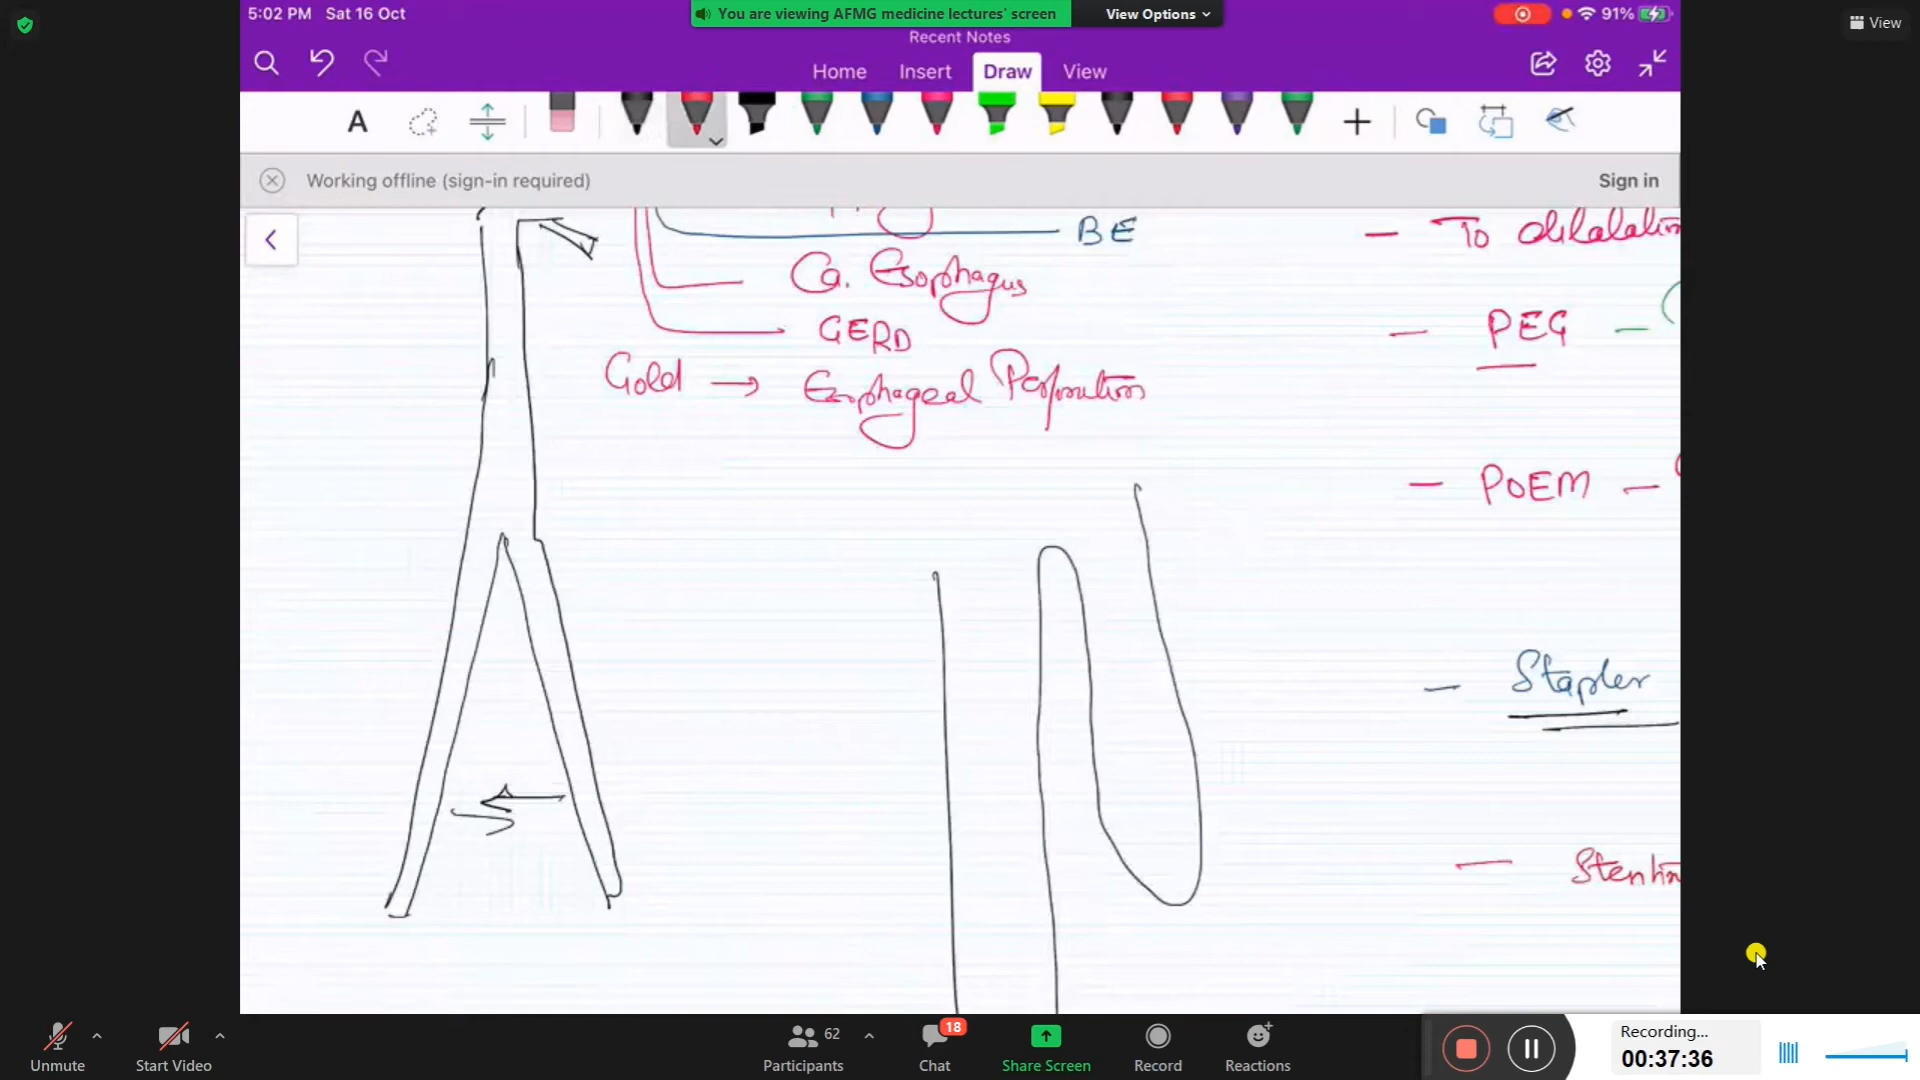 5:02 PM Sat 16 Oct
You are viewing AFMG medicine lectures' screen
View Options
91%
View
Recent Notes
Home Insert Draw View
A
Working offline (sign-in required)
Sign in
BE
Ca. Esophagus
GERD
Gold → Esophageal Perforation
— To
— PEG —
— POEM —
— Stapler
—
Unmute
Start Video
62
Participants
18
Chat
Share Screen
Record
Reactions
Recording...
00:37:36